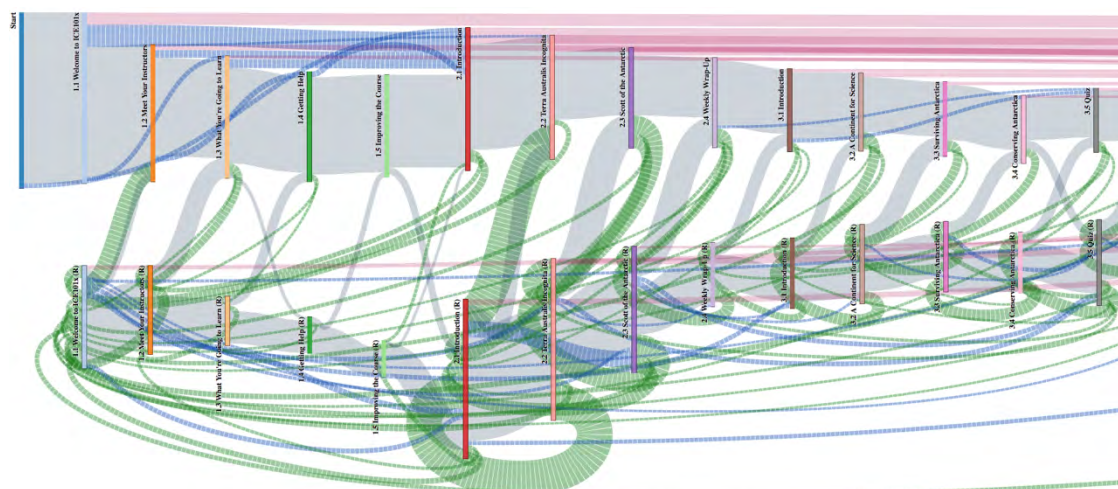 Start
1.1 Welcome to ICE101x
1.2 Meet Your Instructors
1.3 What You're Going to Learn
1.4 Getting Help
1.5 Improving the Course
2.1 Introduction
2.2 Terra Australis Incognita
2.3 Scott of the Antarctic
2.4 Weekly Wrap-Up
3.1 Introduction
3.2 A Continent for Science
3.3 Surviving Antarctica
3.4 Conserving Antarctica
3.5 Quiz
1.1 Welcome to ICE101x (R)
1.2 Meet Your Instructors (R)
1.3 What You're Going to Learn (R)
1.4 Getting Help (R)
1.5 Improving the Course (R)
2.1 Introduction (R)
2.2 Terra Australis Incognita (R)
2.3 Scott of the Antarctic (R)
2.4 Weekly Wrap-Up (R)
3.1 Introduction (R)
3.2 A Continent for Science (R)
3.3 Surviving Antarctica (R)
3.4 Conserving Antarctica (R)
3.5 Quiz (R)